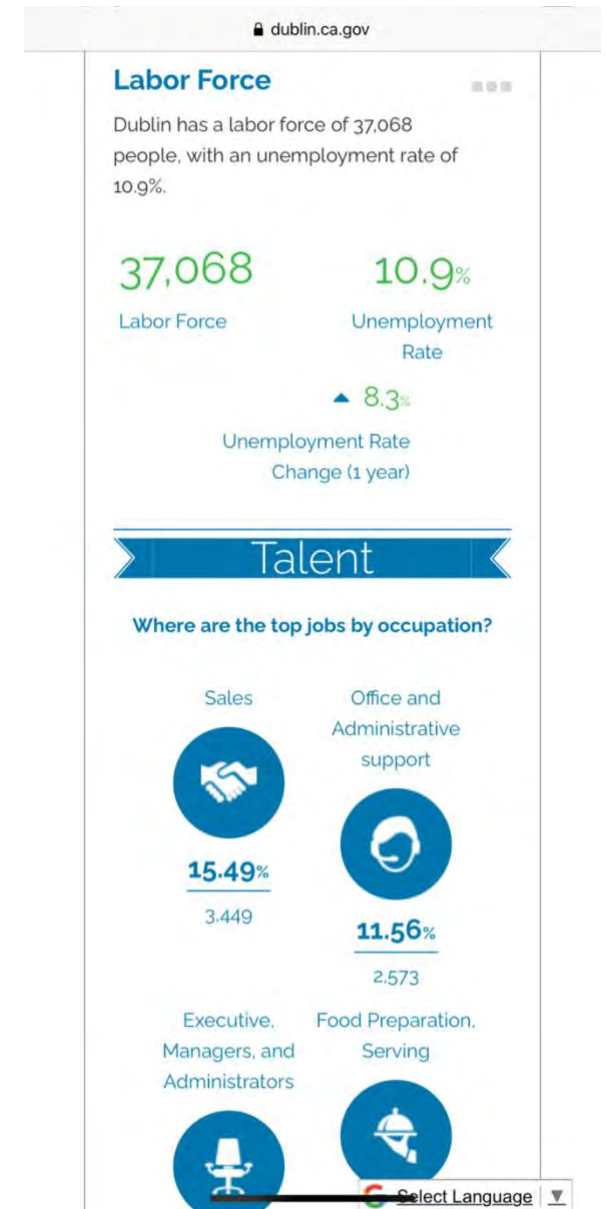 dublin.ca.gov
Labor Force
Dublin has a labor force of 37,068
people, with an unemployment rate of
10.9%.
37,068
Labor Force
10.9%
Unemployment
Rate
8.3%
Unemployment Rate
Change (1 year)
Talent
Where are the top jobs by occupation?
Sales
15.49%
3,449
Office and
Administrative
support
11.56%
2,573
Executive,
Managers, and
Administrators
Food Preparation,
Serving
Select Language